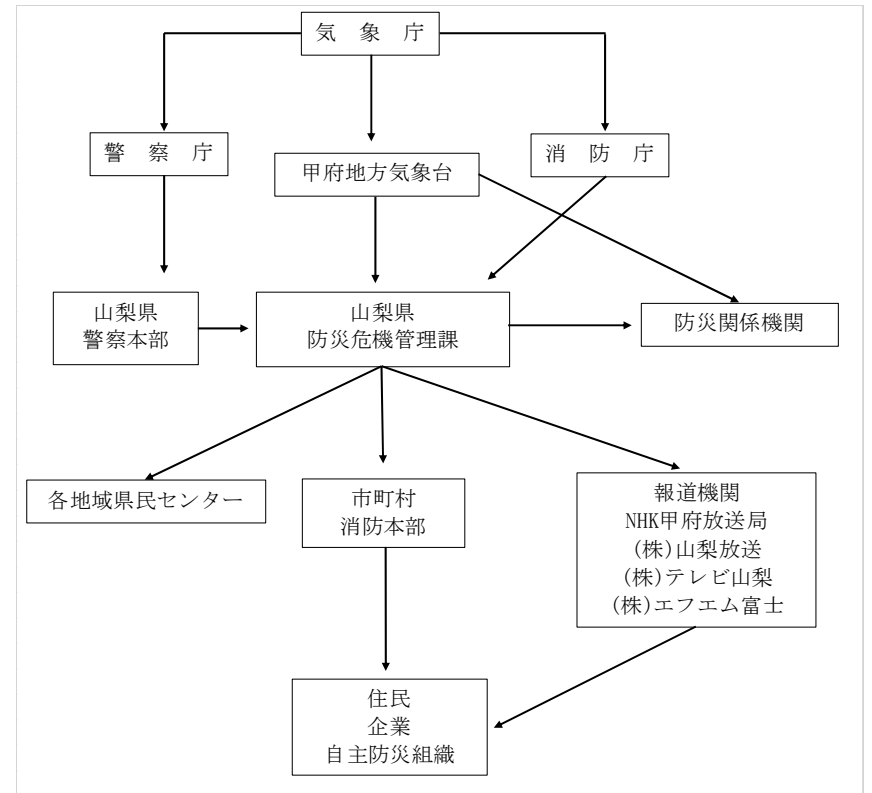 気 象 庁
警 察 庁
甲府地方気象台
消 防 庁
山梨県
警察本部
山梨県
防災危機管理課
防災関係機関
各地域県民センター
市町村
消防本部
報道機関
NHK甲府放送局
(株)山梨放送
(株)テレビ山梨
(株)エフエム富士
住民
企業
自主防災組織